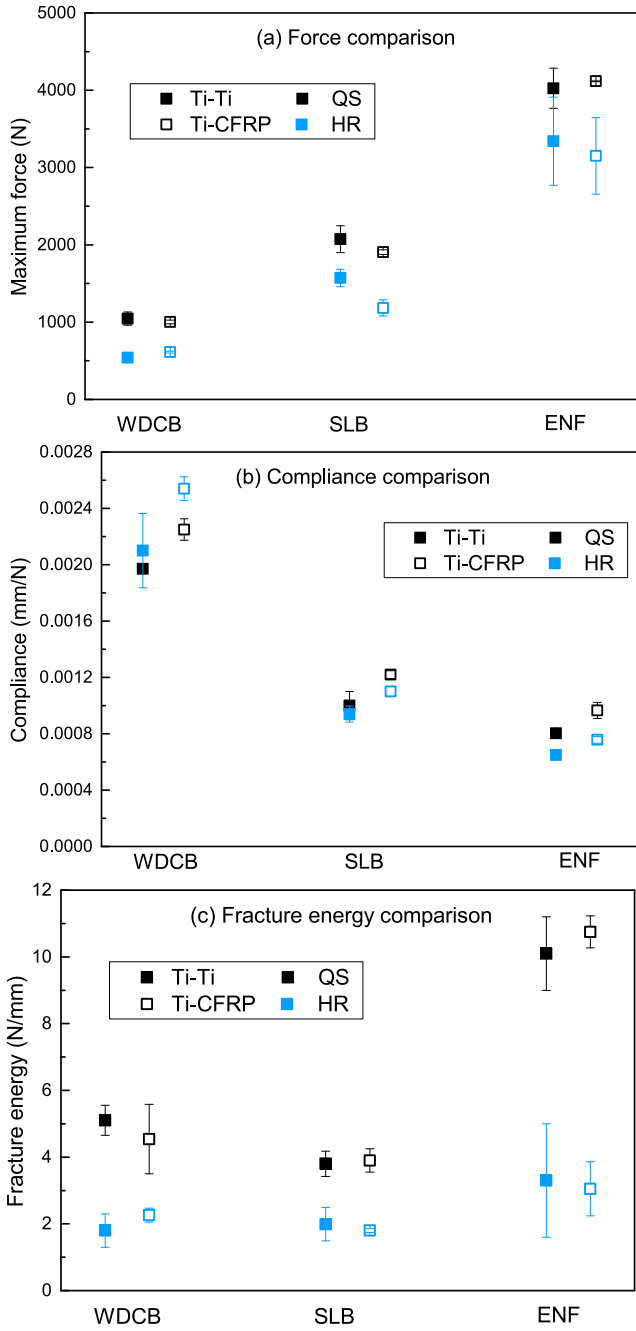 (a) Force comparison
Ti-Ti QS
Ti-CFRP HR
Maximum force (N)
5000
4000
3000
2000
1000
0
WDCB SLB ENF
(b) Compliance comparison
Ti-Ti QS
Ti-CFRP HR
Compliance (mm/N)
0.0028
0.0024
0.0020
0.0016
0.0012
0.0008
0.0004
0.0000
WDCB SLB ENF
(c) Fracture energy comparison
Ti-Ti QS
Ti-CFRP HR
Fracture energy (N/mm)
12
10
8
6
4
2
0
WDCB SLB ENF